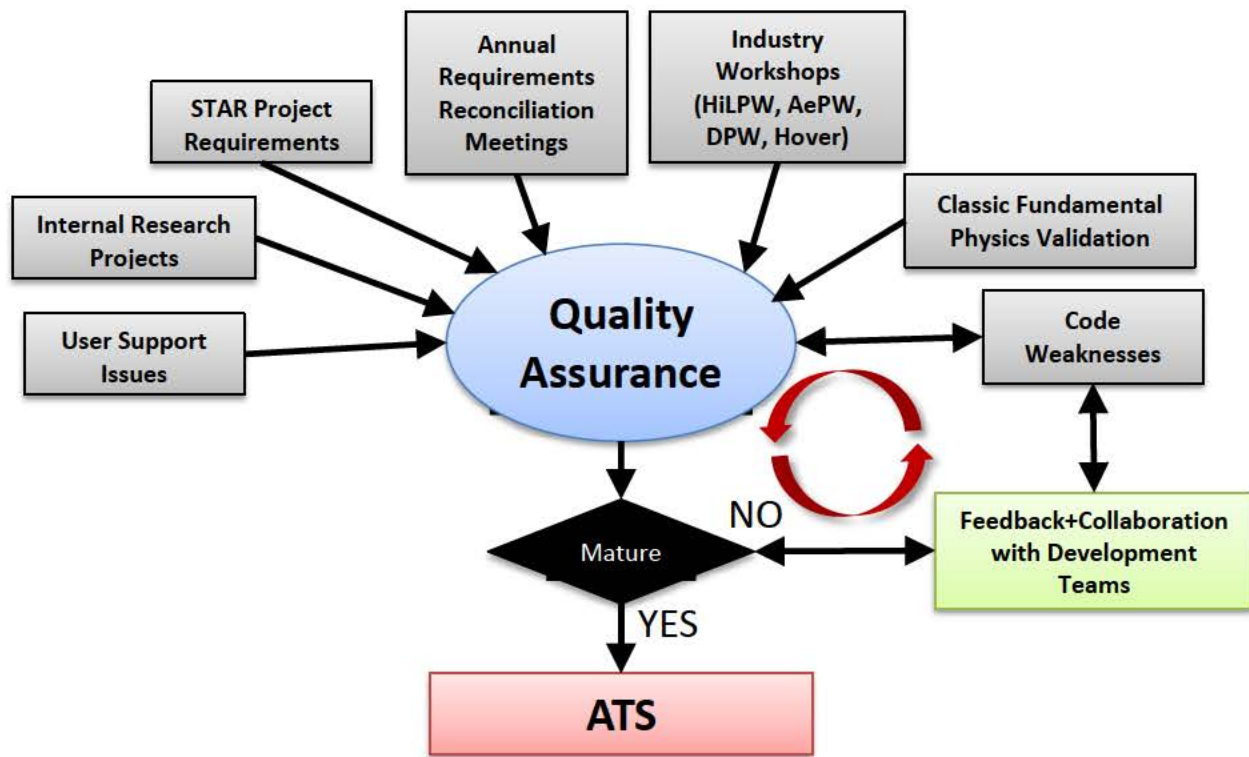 Annual
Requirements
Reconciliation
Meetings
Industry
Workshops
(HiLPW, AePW,
DPW, Hover)
STAR Project
Requirements
Internal Research
Projects
Classic Fundamental
Physics Validation
User Support
Issues
Quality
Assurance
Code
Weaknesses
NO
Mature
Feedback+Collaboration
with Development
Teams
YES
ATS